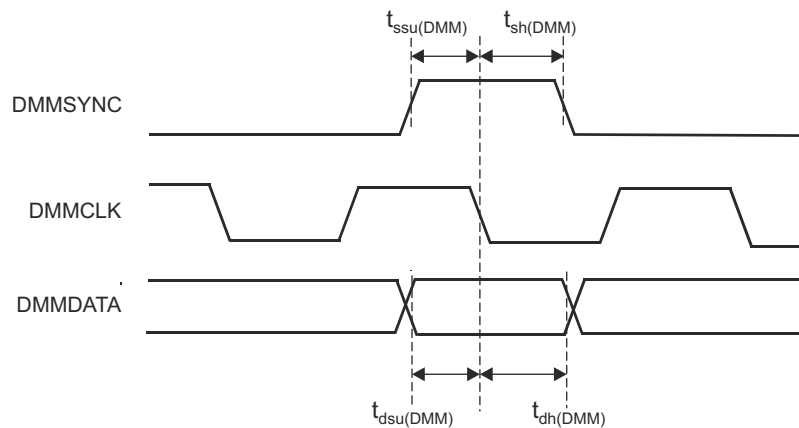 tssu(DMM) tsh(DMM)
DMMSYNC
DMMCLK
DMMDATA
tdsu(DMM) tdh(DMM)